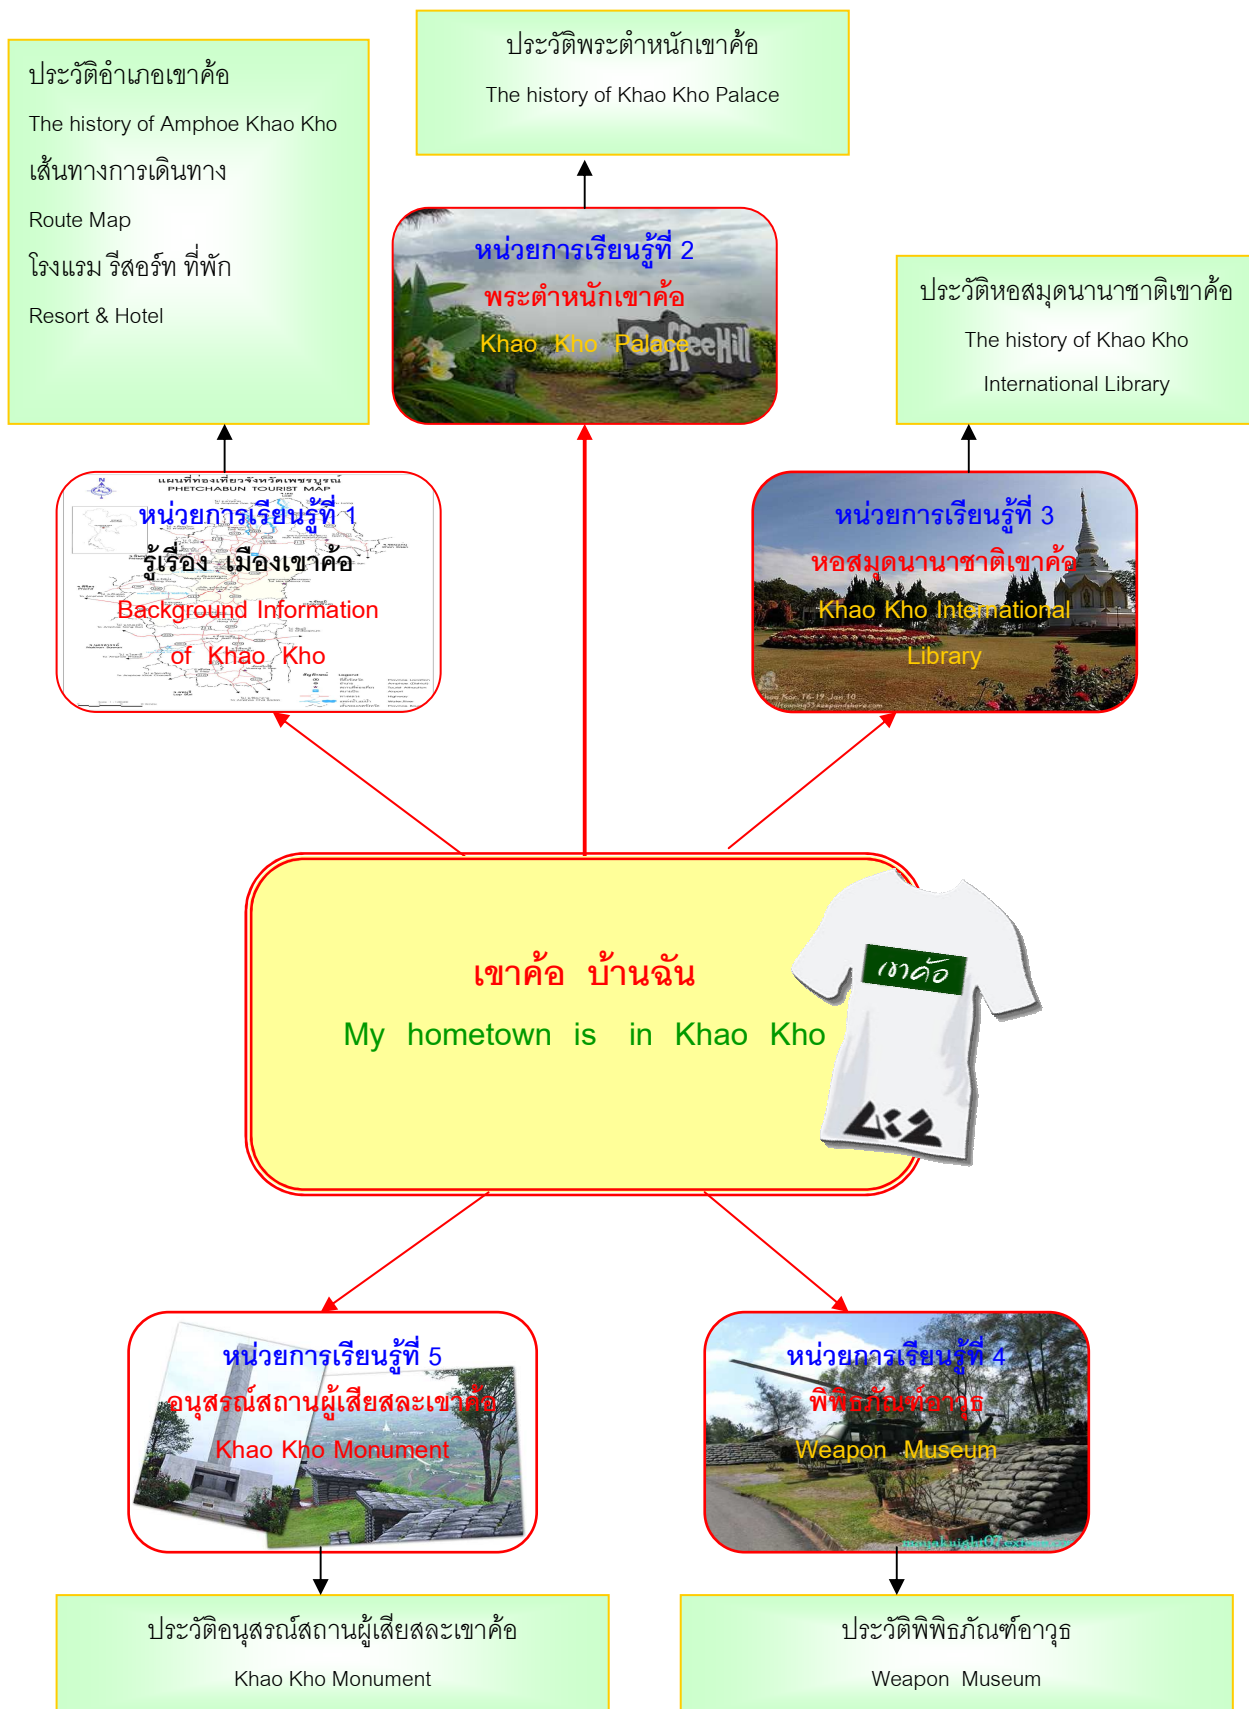 ประวัติพระตำหนักเขาค้อ
The history of Khao Kho Palace
ประวัติอำเภอเขาค้อ
The history of Amphoe Khao Kho
เส้นทางการเดินทาง
Route Map
โรงแรม รีสอร์ท ที่พัก
Resort & Hotel
หน่วยการเรียนรู้ที่ 2
พระตำหนักเขาค้อ
Khao Kho Palace
CoffeeHill
ประวัติหอสมุดนานาชาติเขาค้อ
The history of Khao Kho
International Library
แผนที่ท่องเที่ยวจังหวัดเพชรบูรณ์
PHETCHABUN TOURIST MAP
หน่วยการเรียนรู้ที่ 1
รู้เรื่อง เมืองเขาค้อ
Background Information
of Khao Kho
หน่วยการเรียนรู้ที่ 3
หอสมุดนานาชาติเขาค้อ
Khao Kho International
Library
เขาค้อ บ้านฉัน
My hometown is in Khao Kho
เขาค้อ
หน่วยการเรียนรู้ที่ 5
อนุสรณ์สถานผู้เสียสละเขาค้อ
Khao Kho Monument
หน่วยการเรียนรู้ที่ 4
พิพิธภัณฑ์อาวุธ
Weapon Museum
ประวัติอนุสรณ์สถานผู้เสียสละเขาค้อ
Khao Kho Monument
ประวัติพิพิธภัณฑ์อาวุธ
Weapon Museum